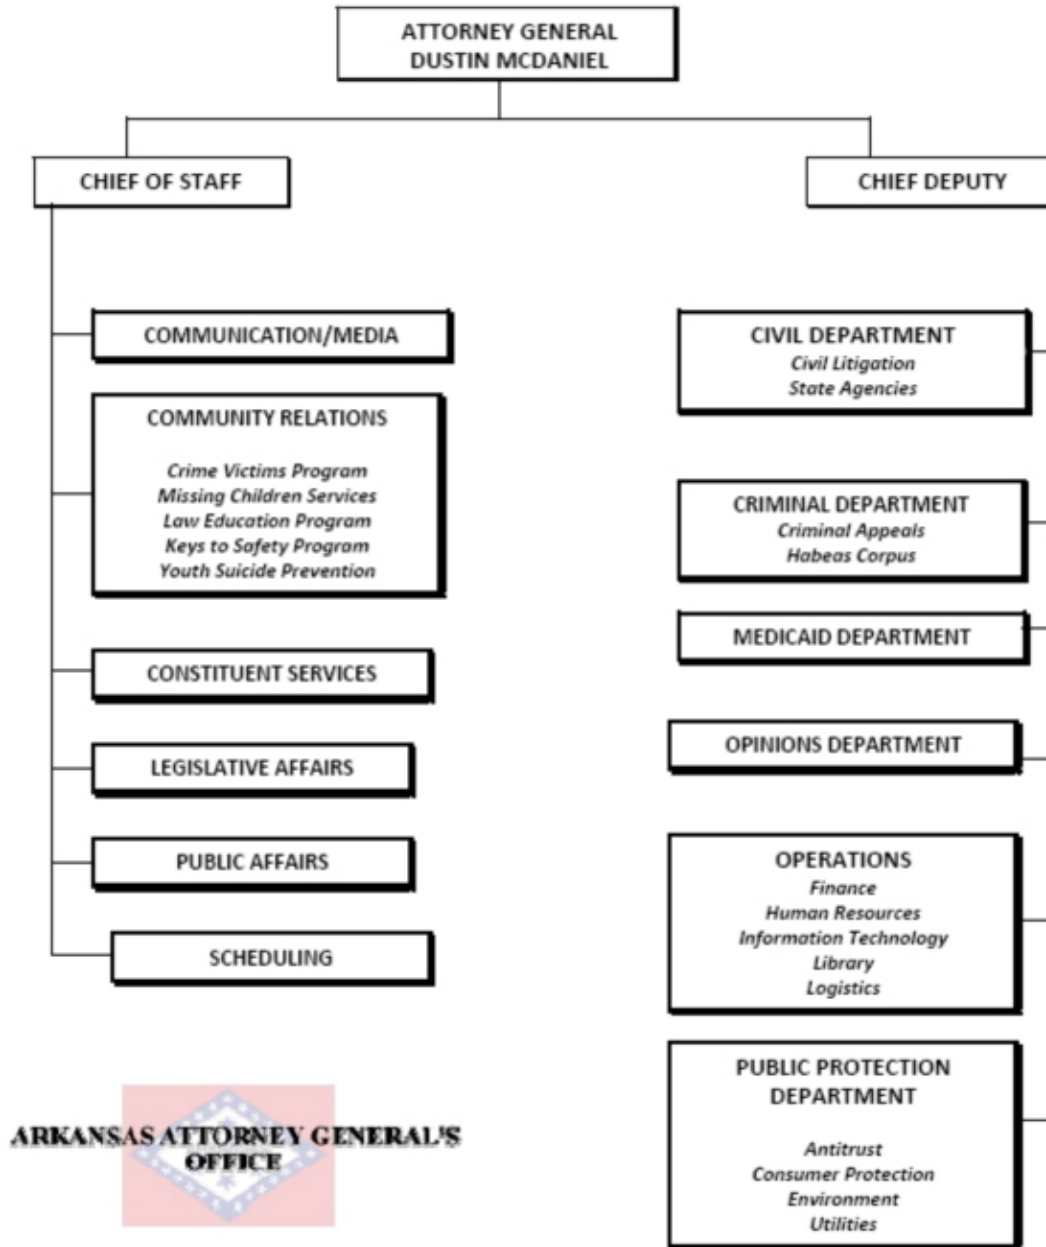 ATTORNEY GENERAL
DUSTIN MCDANIEL
CHIEF OF STAFF
CHIEF DEPUTY
COMMUNICATION/MEDIA
COMMUNITY RELATIONS
Crime Victims Program
Missing Children Services
Law Education Program
Keys to Safety Program
Youth Suicide Prevention
CONSTITUENT SERVICES
LEGISLATIVE AFFAIRS
PUBLIC AFFAIRS
SCHEDULING
CIVIL DEPARTMENT
Civil Litigation
State Agencies
CRIMINAL DEPARTMENT
Criminal Appeals
Habeas Corpus
MEDICAID DEPARTMENT
OPINIONS DEPARTMENT
OPERATIONS
Finance
Human Resources
Information Technology
Library
Logistics
PUBLIC PROTECTION
DEPARTMENT
Antitrust
Consumer Protection
Environment
Utilities
ARKANSAS ATTORNEY GENERAL'S
OFFICE